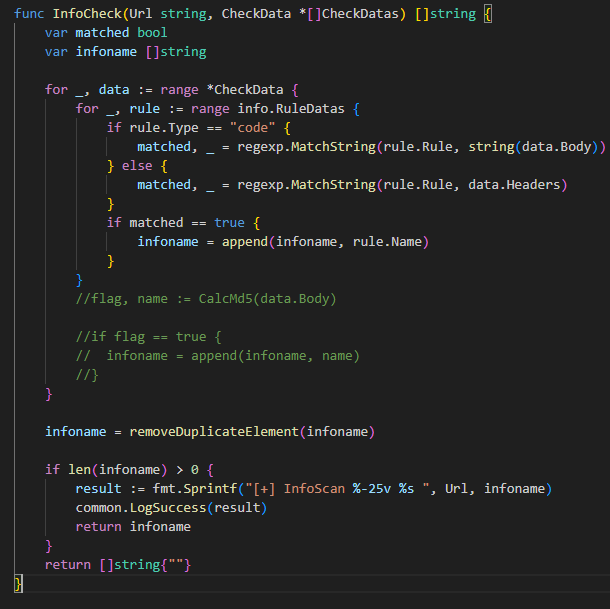 func InfoCheck(Url string, CheckData *[]CheckDatas) []string {
    var matched bool
    var infoname []string

    for _, data := range *CheckData {
        for _, rule := range info.RuleDatas {
            if rule.Type == "code" {
                matched, _ = regexp.MatchString(rule.Rule, string(data.Body))
            } else {
                matched, _ = regexp.MatchString(rule.Rule, data.Headers)
            }
            if matched == true {
                infoname = append(infoname, rule.Name)
            }
        }
        //flag, name := CalcMd5(data.Body)

        //if flag == true {
        //  infoname = append(infoname, name)
        //}
    }

    infoname = removeDuplicateElement(infoname)

    if len(infoname) > 0 {
        result := fmt.Sprintf("[+] InfoScan %-25v %s ", Url, infoname)
        common.LogSuccess(result)
        return infoname
    }
    return []string{""}
}